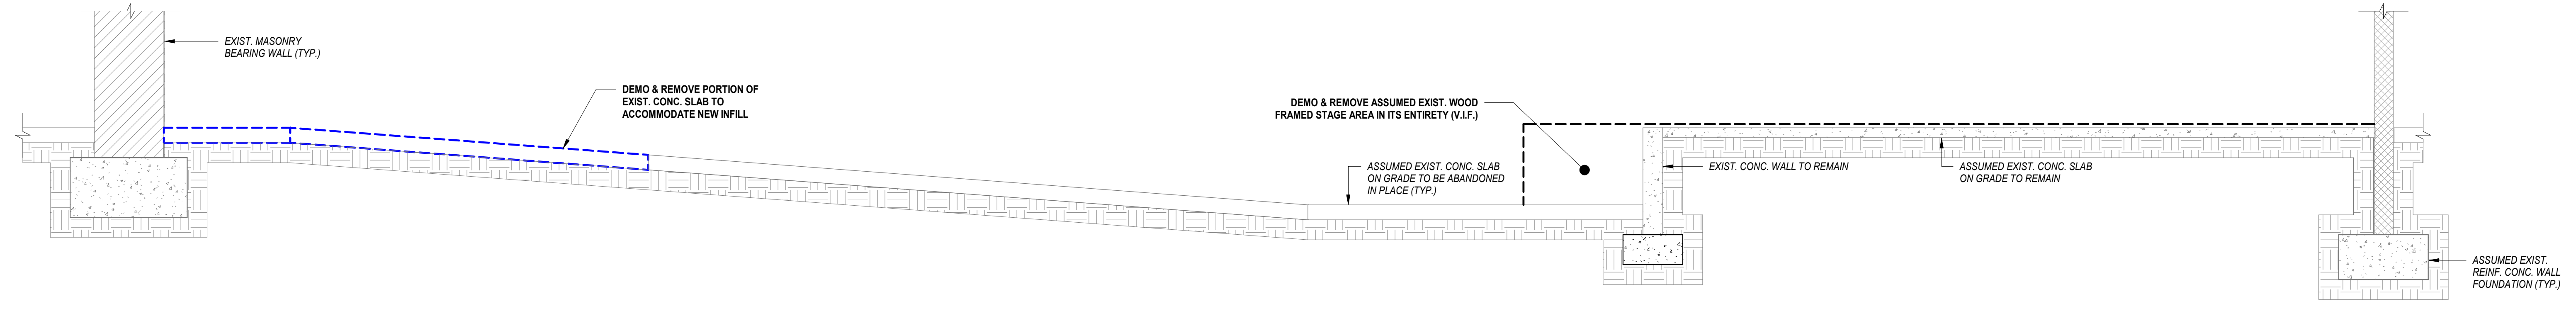 EXIST. MASONRY
BEARING WALL (TYP.)
DEMO & REMOVE PORTION OF
EXIST. CONC. SLAB TO
ACCOMMODATE NEW INFILL
DEMO & REMOVE ASSUMED EXIST. WOOD
FRAMED STAGE AREA IN ITS ENTIRETY (V.I.F.)
ASSUMED EXIST. CONC. SLAB
ON GRADE TO BE ABANDONED
IN PLACE (TYP.)
EXIST. CONC. WALL TO REMAIN
ASSUMED EXIST. CONC. SLAB
ON GRADE TO REMAIN
ASSUMED EXIST.
REINF. CONC. WALL
FOUNDATION (TYP.)